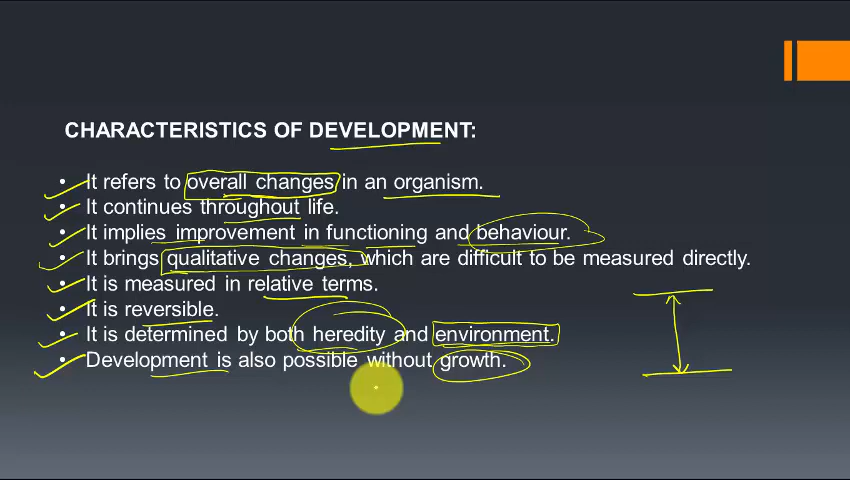 CHARACTERISTICS OF DEVELOPMENT:
• It refers to overall changes in an organism.
• It continues throughout life.
• It implies improvement in functioning and behaviour.
• It brings qualitative changes, which are difficult to be measured directly.
• It is measured in relative terms.
• It is reversible.
• It is determined by both heredity and environment.
• Development is also possible without growth.